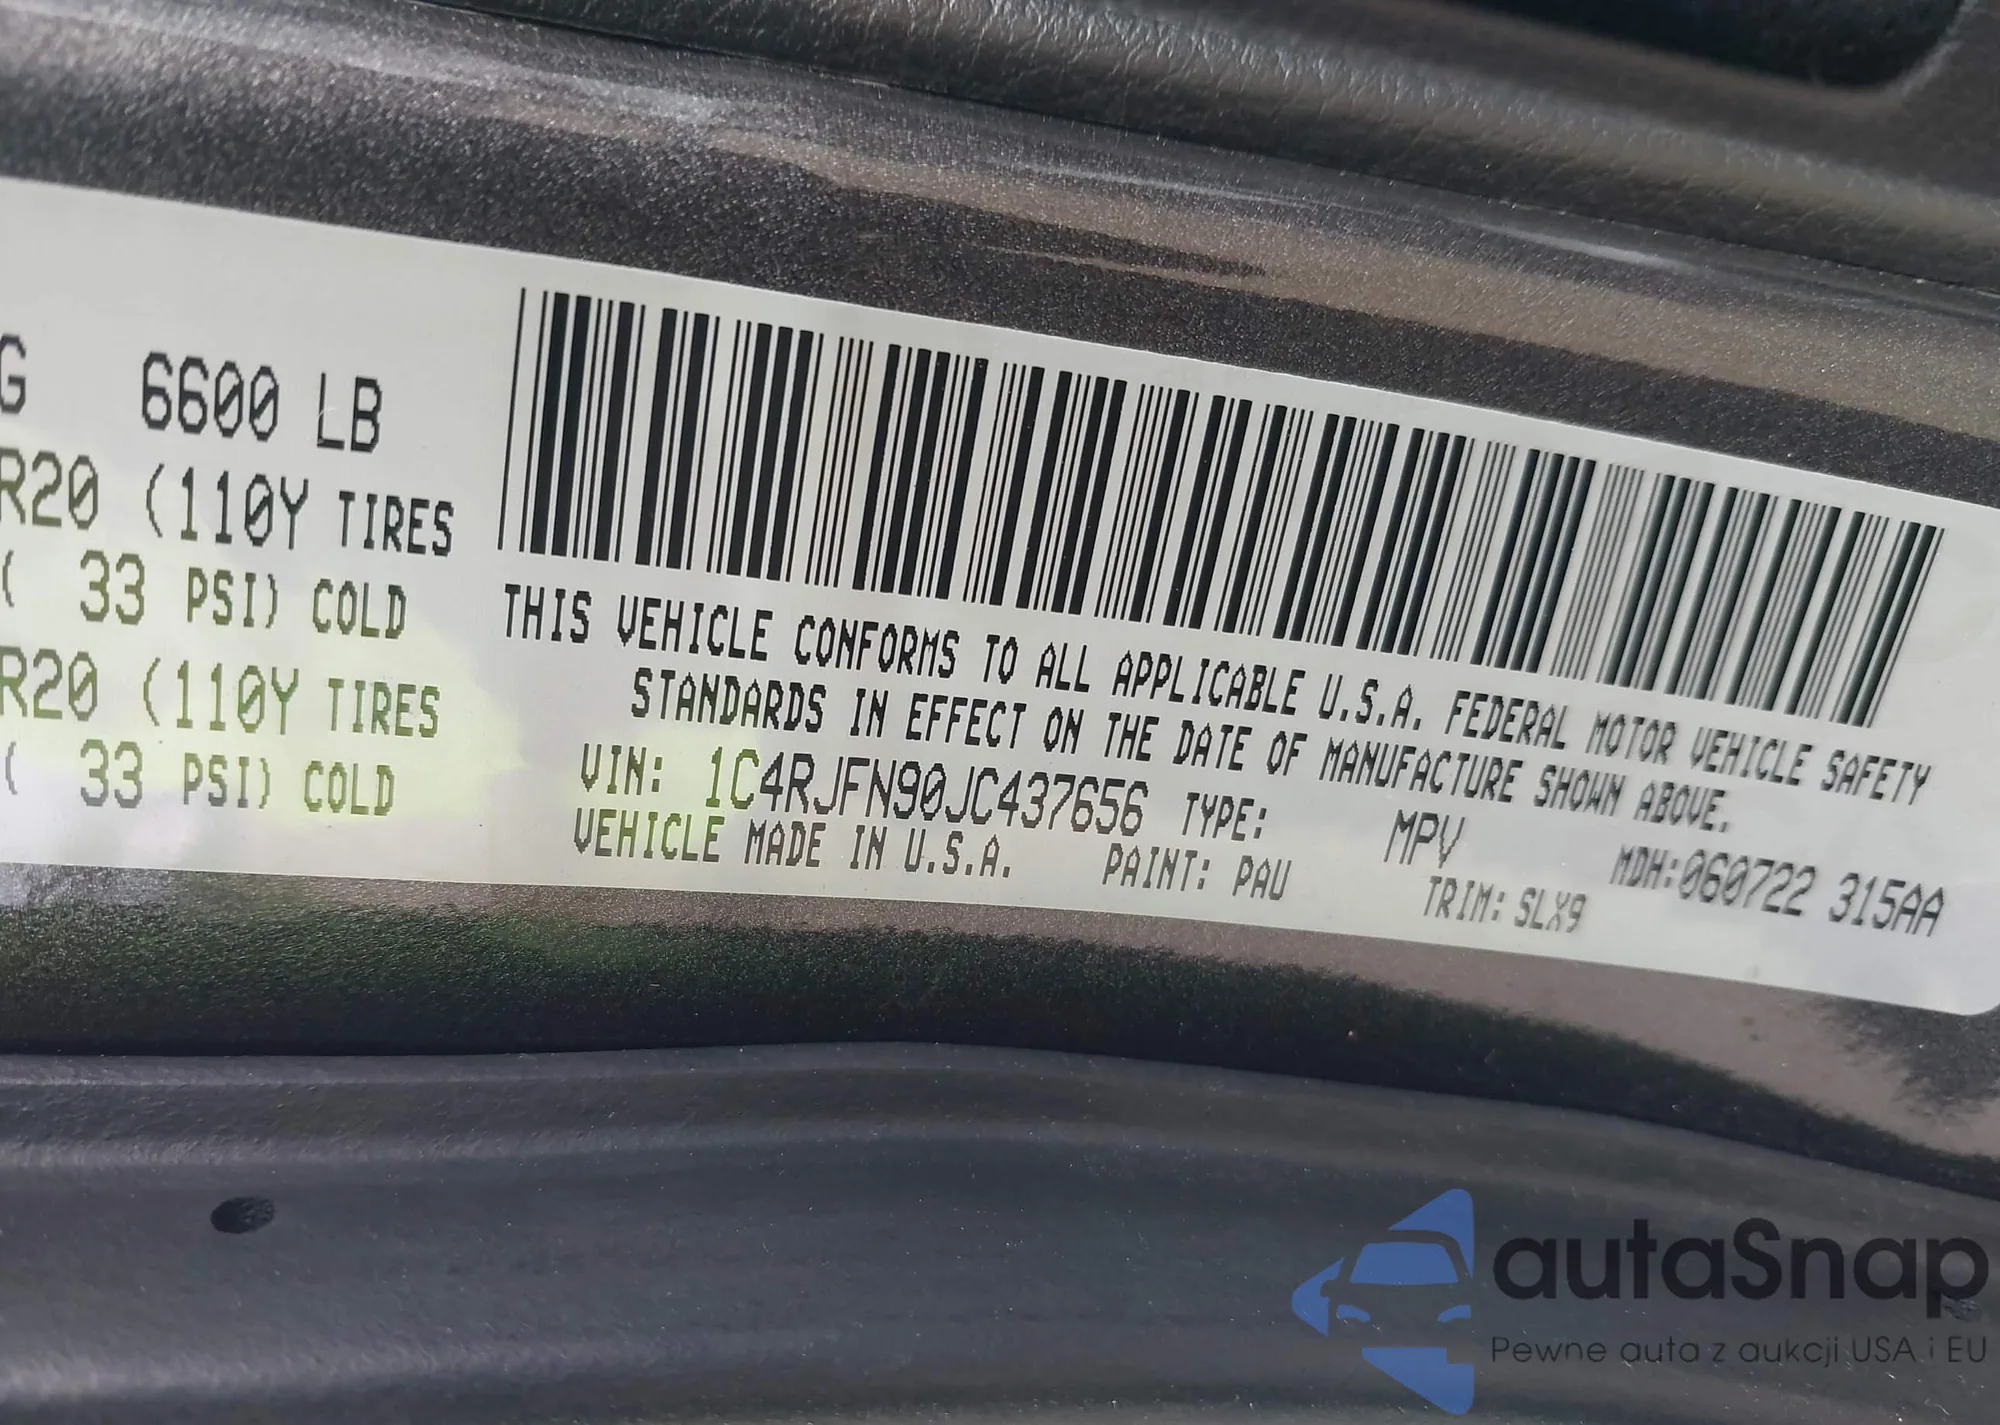 G 6600 LB
R20 (110Y TIRES
( 33 PSI) COLD
R20 (110Y TIRES
( 33 PSI) COLD
THIS VEHICLE CONFORMS TO ALL APPLICABLE U.S.A. FEDERAL MOTOR VEHICLE SAFETY
STANDARDS IN EFFECT ON THE DATE OF MANUFACTURE SHOWN ABOVE.
VIN: 1C4RJFN90JC437656 TYPE: MPV MDH:060722 315AA
VEHICLE MADE IN U.S.A. PAINT: PAU TRIM: SLX9
autaSnap
Pewne auta z aukcji USA i EU